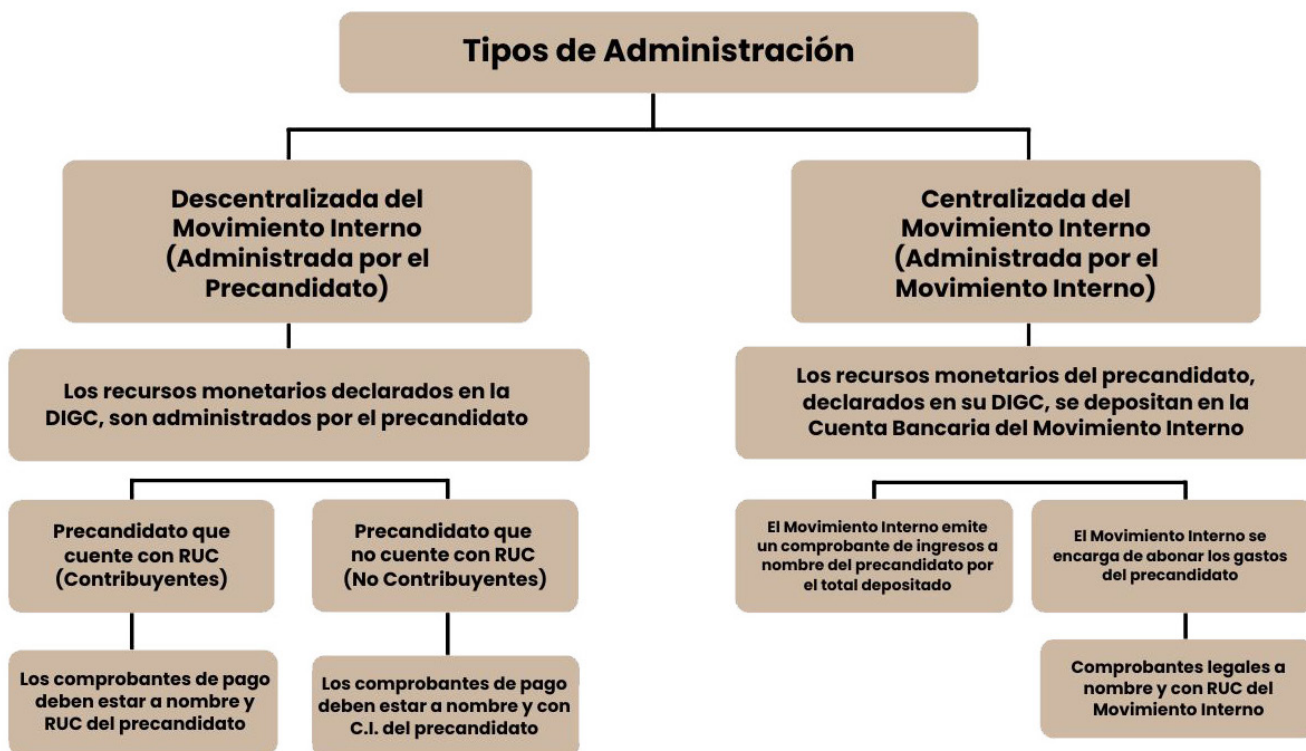 Tipos de Administración
Descentralizada del
Movimiento Interno
(Administrada por el
Precandidato)
Centralizada del
Movimiento Interno
(Administrada por el
Movimiento Interno)
Los recursos monetarios declarados en la
DIGC, son administrados por el precandidato
Los recursos monetarios del precandidato,
declarados en su DIGC, se depositan en la
Cuenta Bancaria del Movimiento Interno
Precandidato que
cuente con RUC
(Contribuyentes)
Precandidato que
no cuente con RUC
(No Contribuyentes)
El Movimiento Interno emite
un comprobante de ingresos a
nombre del precandidato por
el total depositado
El Movimiento Interno se
encarga de abonar los gastos
del precandidato
Los comprobantes de pago
deben estar a nombre y
RUC del precandidato
Los comprobantes de pago
deben estar a nombre y con
C.I. del precandidato
Comprobantes legales a
nombre y con RUC del
Movimiento Interno